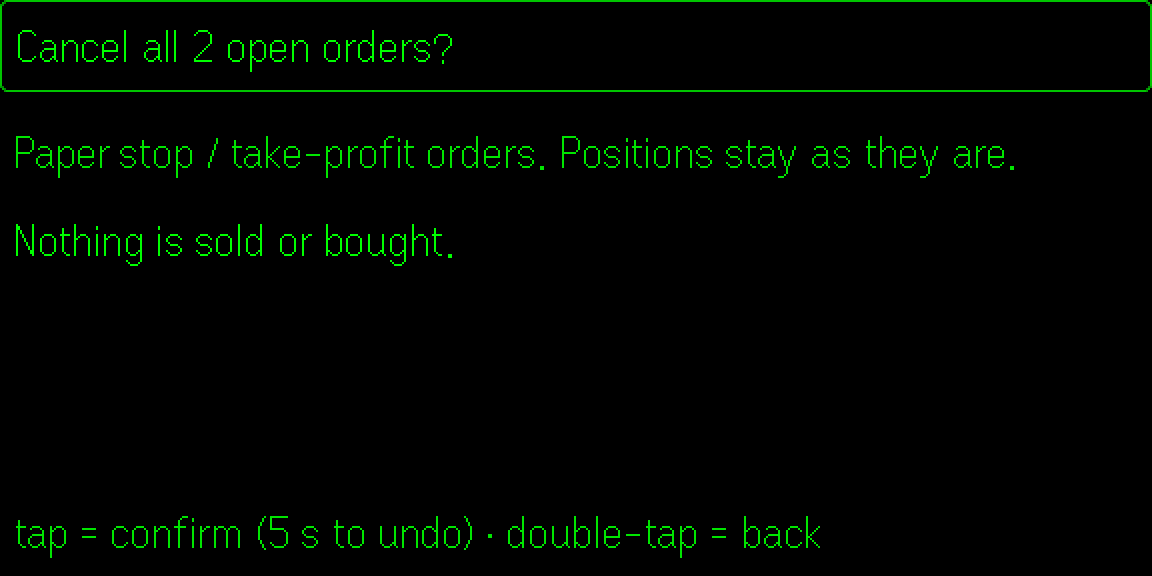 Cancel all 2 open orders?
Paper stop / take-profit orders. Positions stay as they are.
Nothing is sold or bought.
tap = confirm (5 s to undo) · double-tap = back